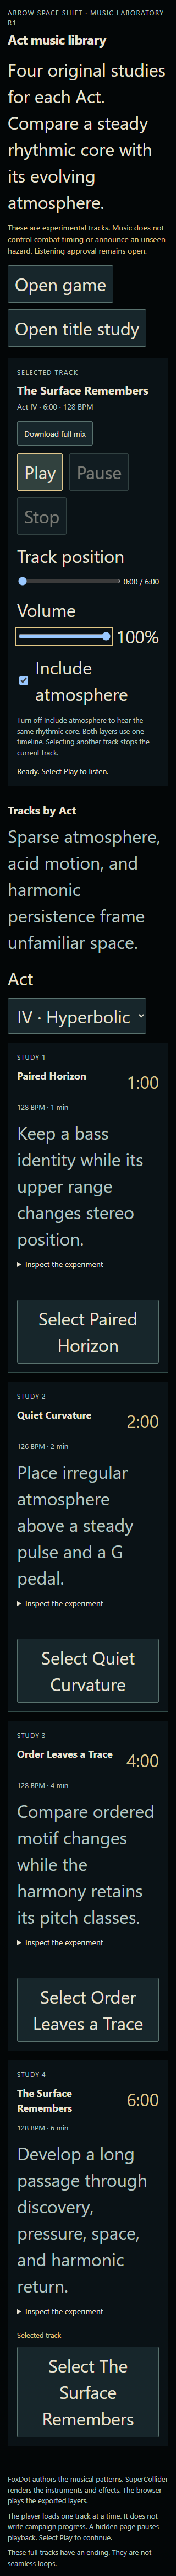 ARROW SPACE SHIFT · MUSIC LABORATORY
R1
Act music library
Four original studies
for each Act.
Compare a steady
rhythmic core with
its evolving
atmosphere.
These are experimental tracks. Music does not
control combat timing or announce an unseen
hazard. Listening approval remains open.
Open game
Open title study
SELECTED TRACK
The Surface Remembers
Act IV · 6:00 · 128 BPM
Download full mix
Play
Pause
Stop
Track position
0:00 / 6:00
Volume
100%
Include
atmosphere
Turn off Include atmosphere to hear the
same rhythmic core. Both layers use one
timeline. Selecting another track stops the
current track.
Ready. Select Play to listen.
Tracks by Act
Sparse atmosphere,
acid motion, and
harmonic
persistence frame
unfamiliar space.
Act
IV · Hyperbolic
STUDY 1
Paired Horizon
1:00
128 BPM · 1 min
Keep a bass
identity while its
upper range
changes stereo
position.
Inspect the experiment
Select Paired
Horizon
STUDY 2
Quiet Curvature
2:00
126 BPM · 2 min
Place irregular
atmosphere
above a steady
pulse and a G
pedal.
Inspect the experiment
Select Quiet
Curvature
STUDY 3
Order Leaves a Trace
4:00
128 BPM · 4 min
Compare ordered
motif changes
while the
harmony retains
its pitch classes.
Inspect the experiment
Select Order
Leaves a Trace
STUDY 4
The Surface
Remembers
6:00
128 BPM · 6 min
Develop a long
passage through
discovery,
pressure, space,
and harmonic
return.
Inspect the experiment
Selected track
Select The
Surface
Remembers
FoxDot authors the musical patterns. SuperCollider
renders the instruments and effects. The browser
plays the exported layers.
The player loads one track at a time. It does not
write campaign progress. A hidden page pauses
playback. Select Play to continue.
These full tracks have an ending. They are not
seamless loops.